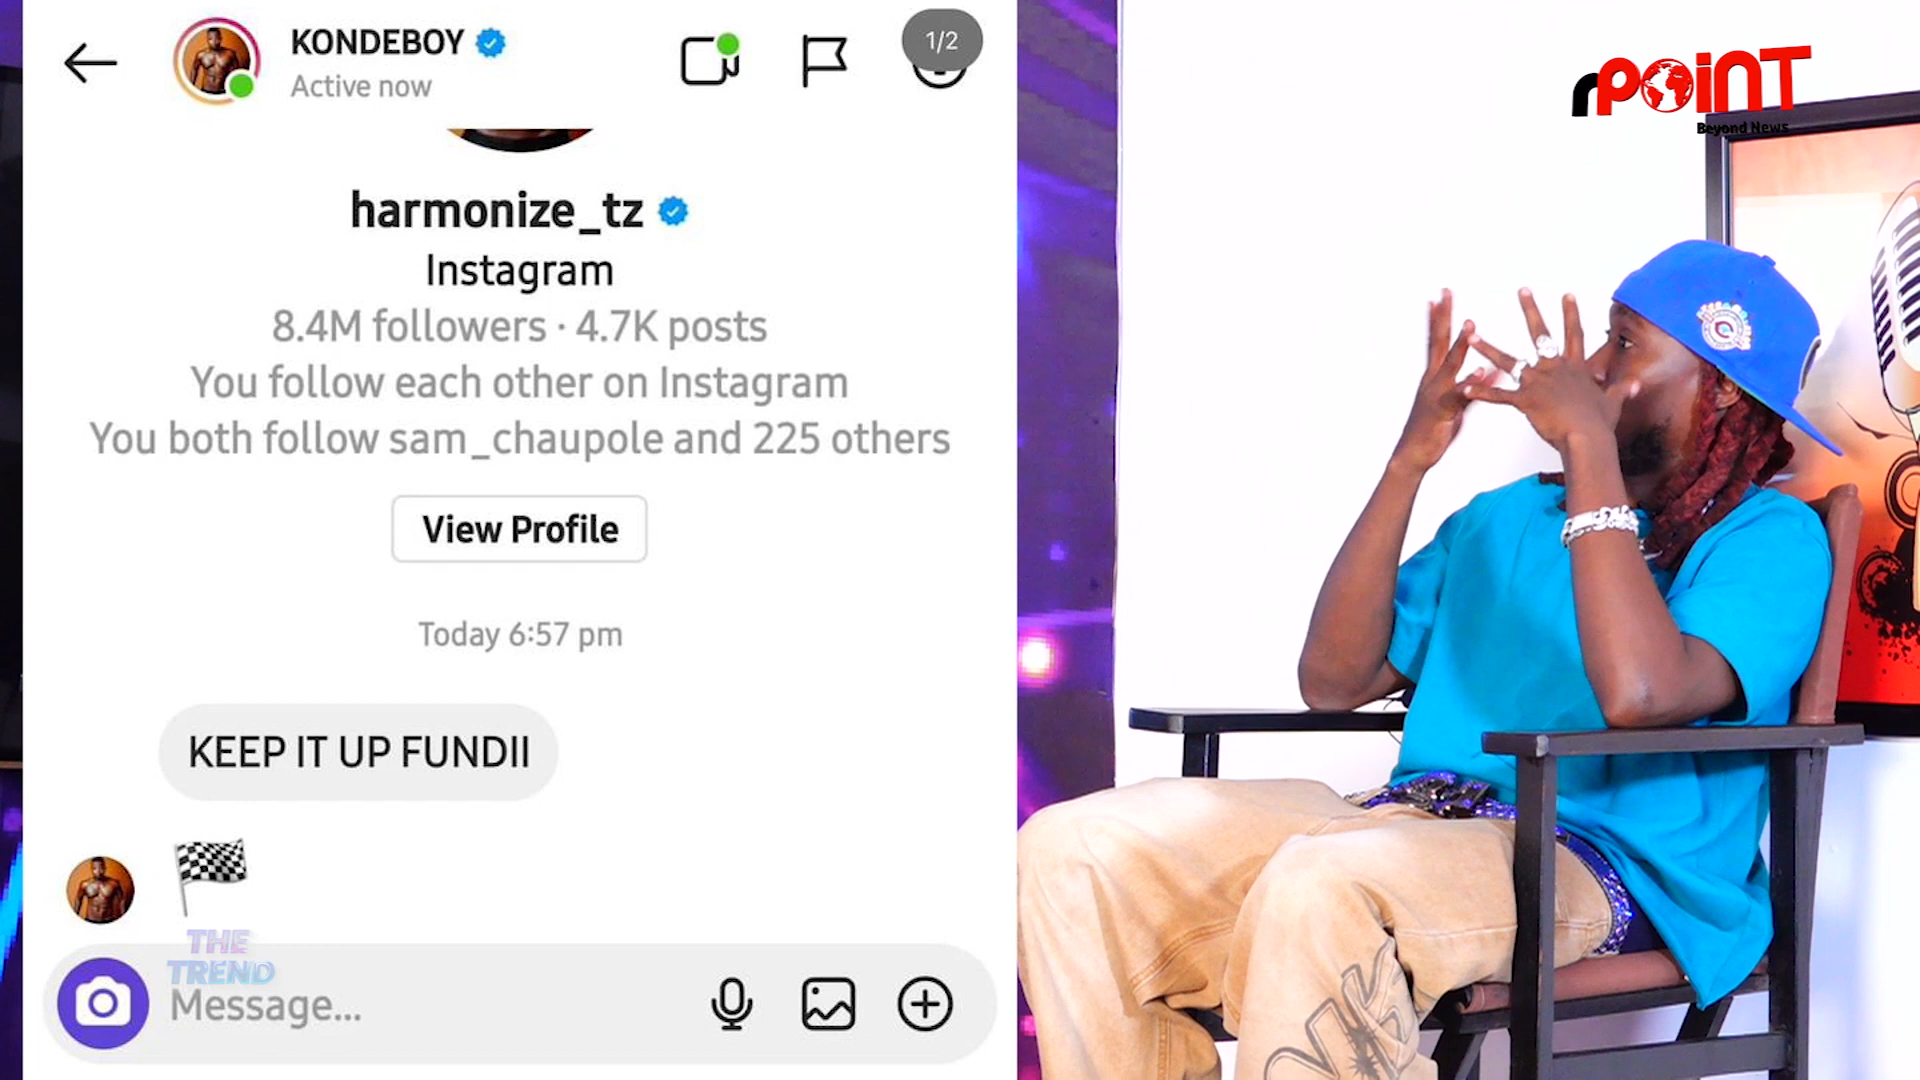 KONDEBOY
Active now
1/2
harmonize_tz
Instagram
8.4M followers · 4.7K posts
You follow each other on Instagram
You both follow sam_chaupole and 225 others
View Profile
Today 6:57 pm
KEEP IT UP FUNDII
THE
TREND
Message...
rPOiNT
Beyond News